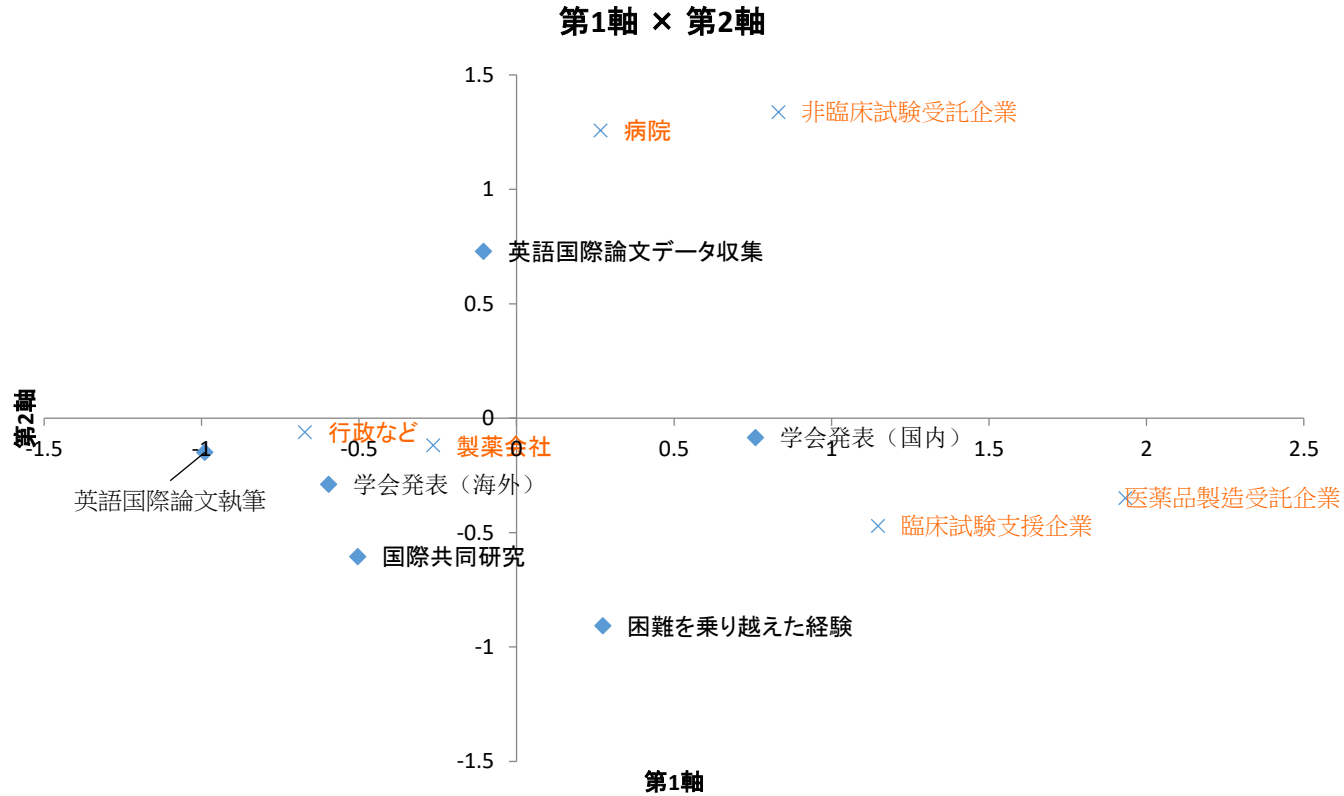 第1軸 × 第2軸
1.5
非臨床試験受託企業
病院
1
英語国際論文データ収集
0.5
第2軸
0
行政など
製薬会社
学会発表（国内）
-1.5
-1
-0.5
0
0.5
1
1.5
2
2.5
英語国際論文執筆
学会発表（海外）
医薬品製造受託企業
-0.5
臨床試験支援企業
国際共同研究
困難を乗り越えた経験
-1
-1.5
第1軸